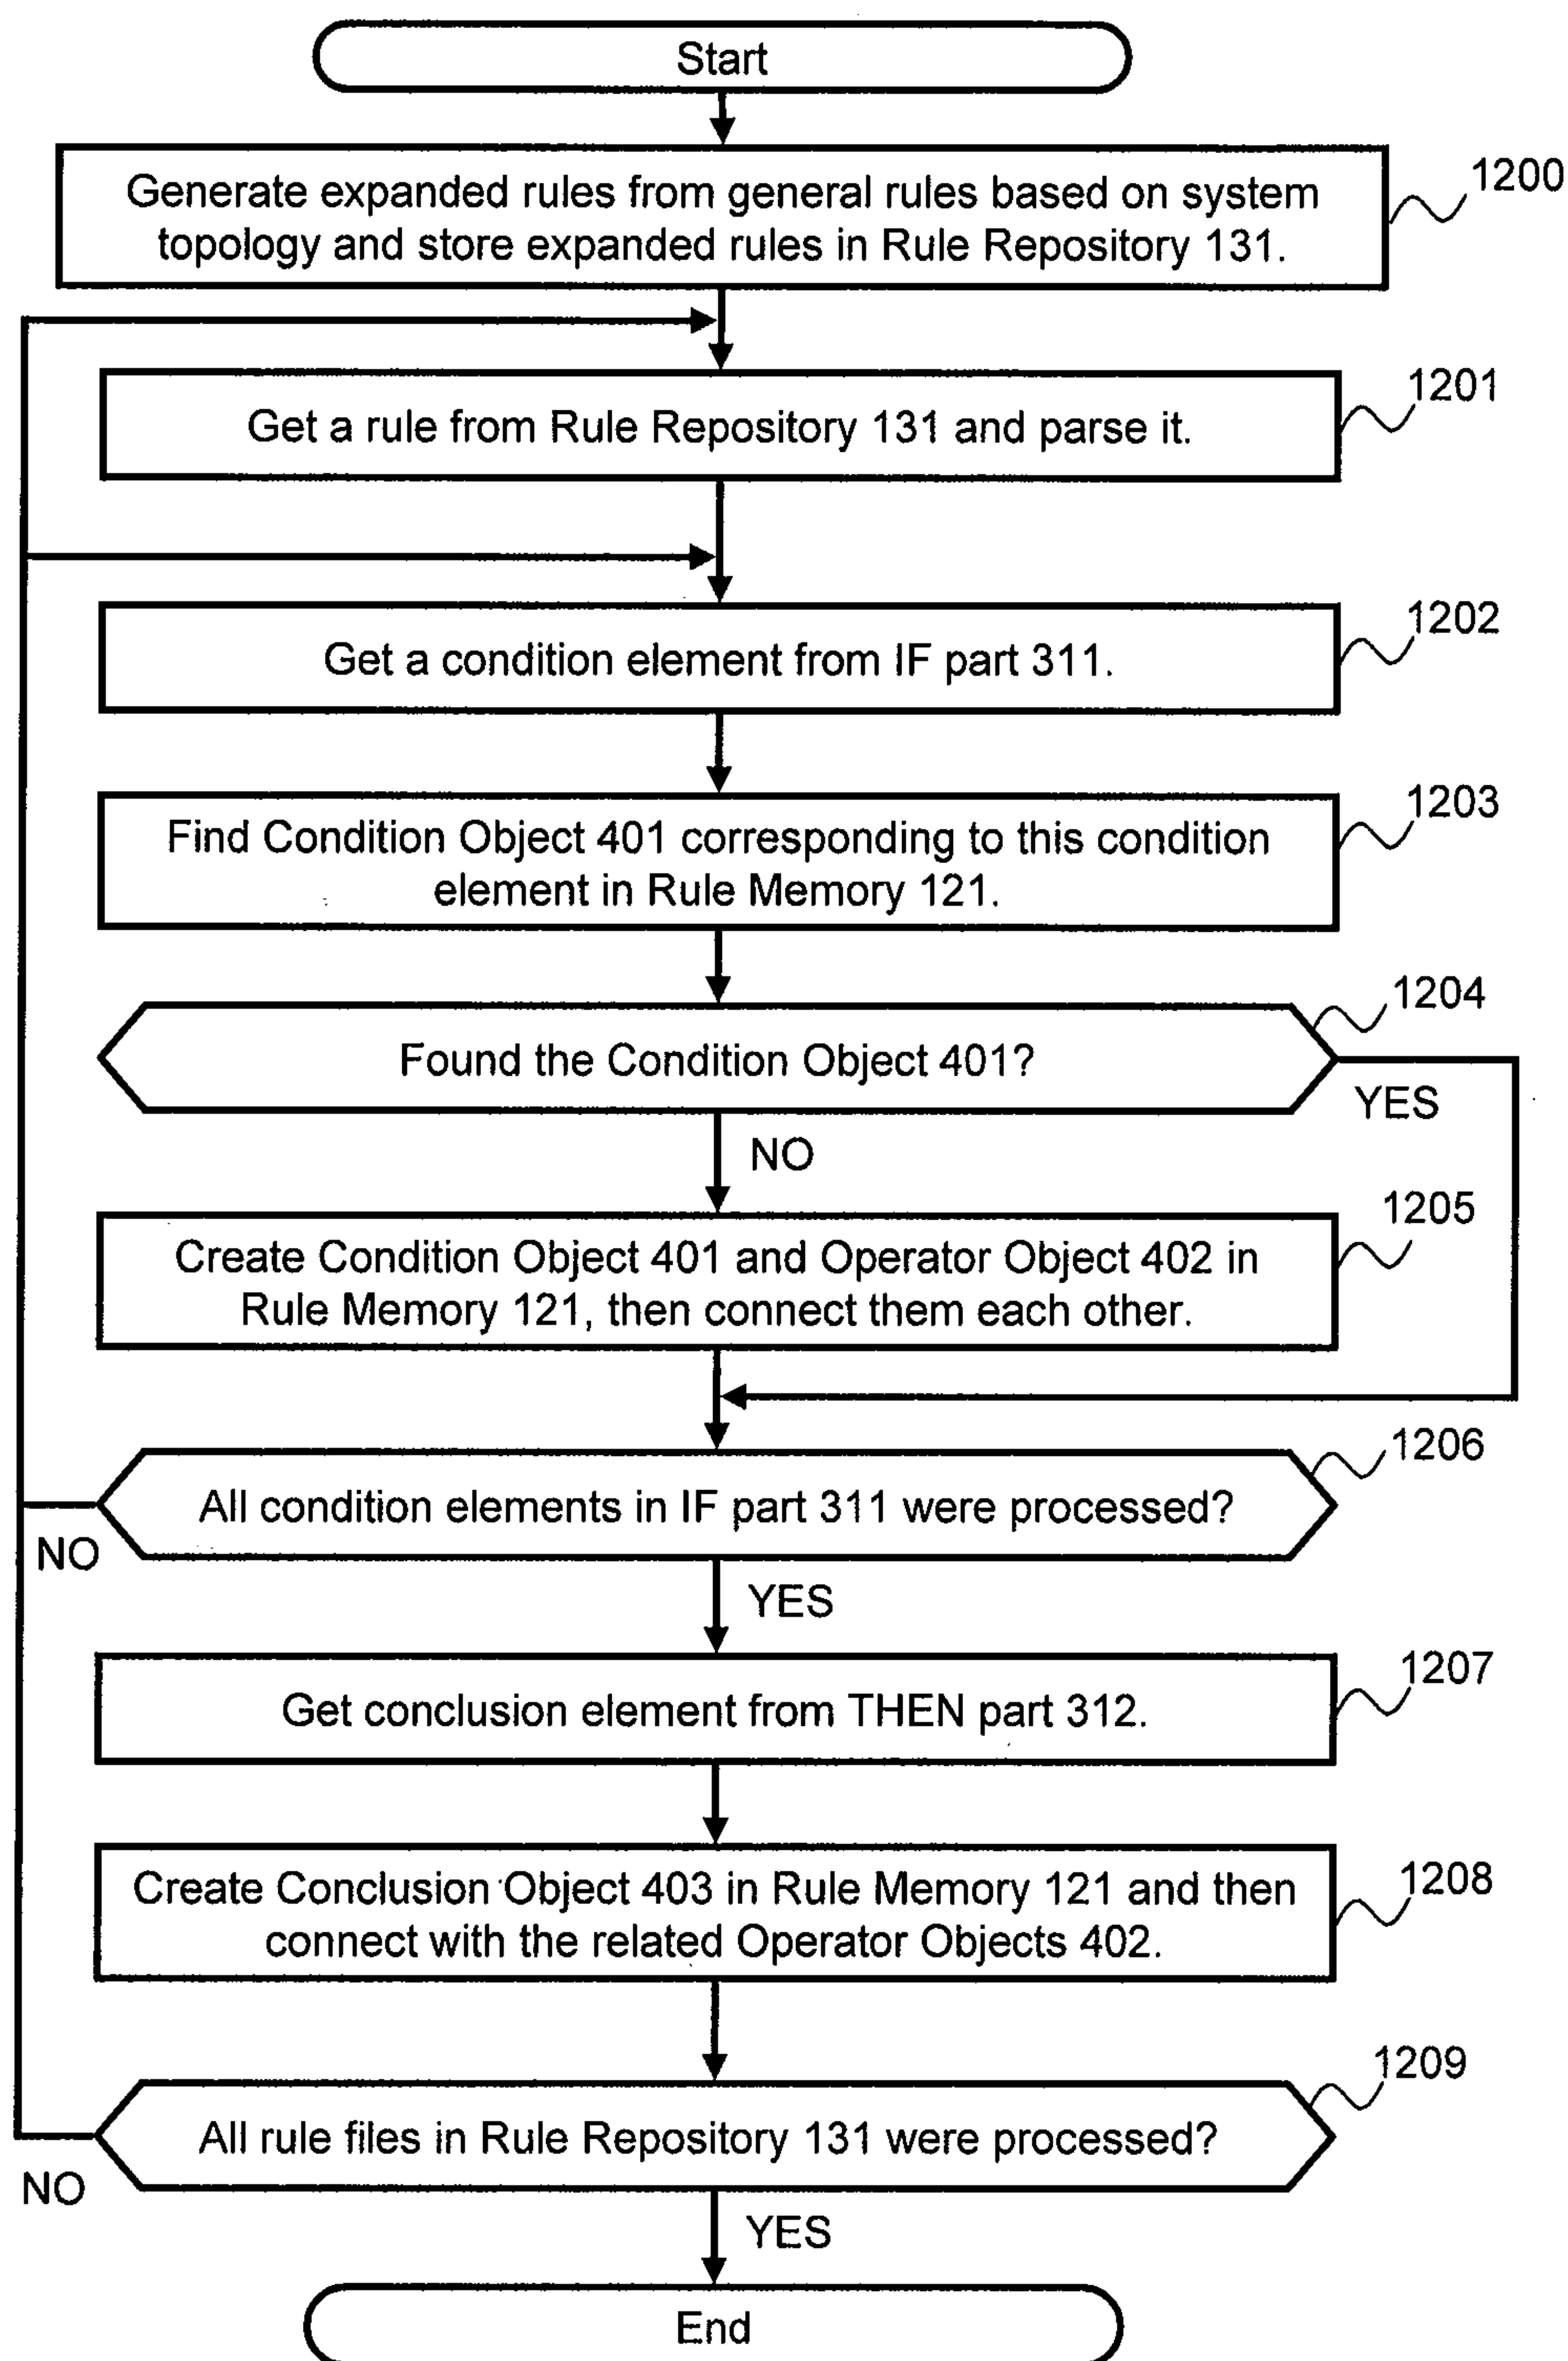 Start
Generate expanded rules from general rules based on system
topology and store expanded rules in Rule Repository 131.
1200
Get a rule from Rule Repository 131 and parse it.
1201
Get a condition element from IF part 311.
1202
Find Condition Object 401 corresponding to this condition
element in Rule Memory 121.
1203
Found the Condition Object 401?
1204
YES
NO
Create Condition Object 401 and Operator Object 402 in
Rule Memory 121, then connect them each other.
1205
All condition elements in IF part 311 were processed?
1206
NO
YES
Get conclusion element from THEN part 312.
1207
Create Conclusion Object 403 in Rule Memory 121 and then
connect with the related Operator Objects 402.
1208
All rule files in Rule Repository 131 were processed?
1209
NO
YES
End